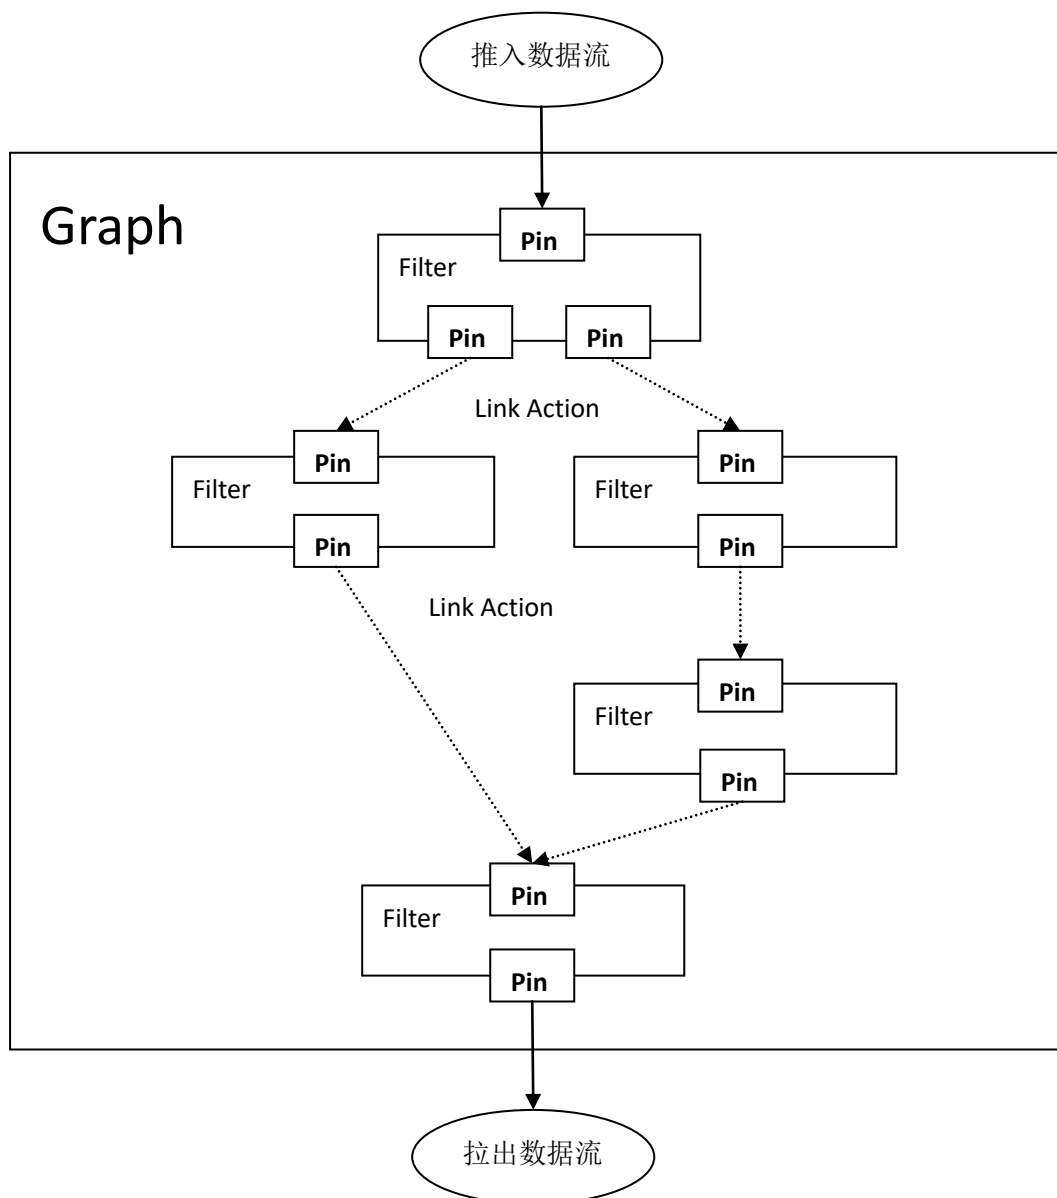 推入数据流
Graph
Pin
Filter
Pin
Pin
Link Action
Pin
Pin
Filter
Filter
Pin
Pin
Link Action
Pin
Filter
Pin
Pin
Filter
Pin
拉出数据流